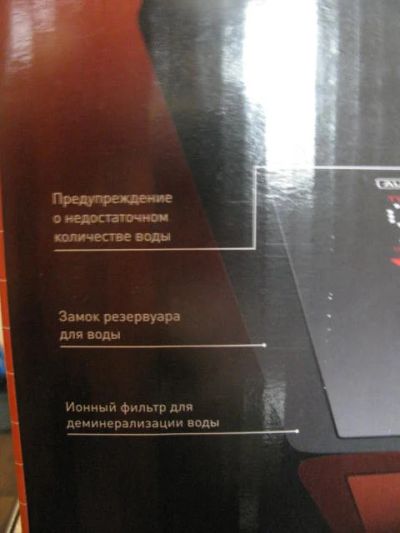 Предупреждение
о недостаточном
количестве воды
Замок резервуара
для воды
Ионный фильтр для
деминерализации воды